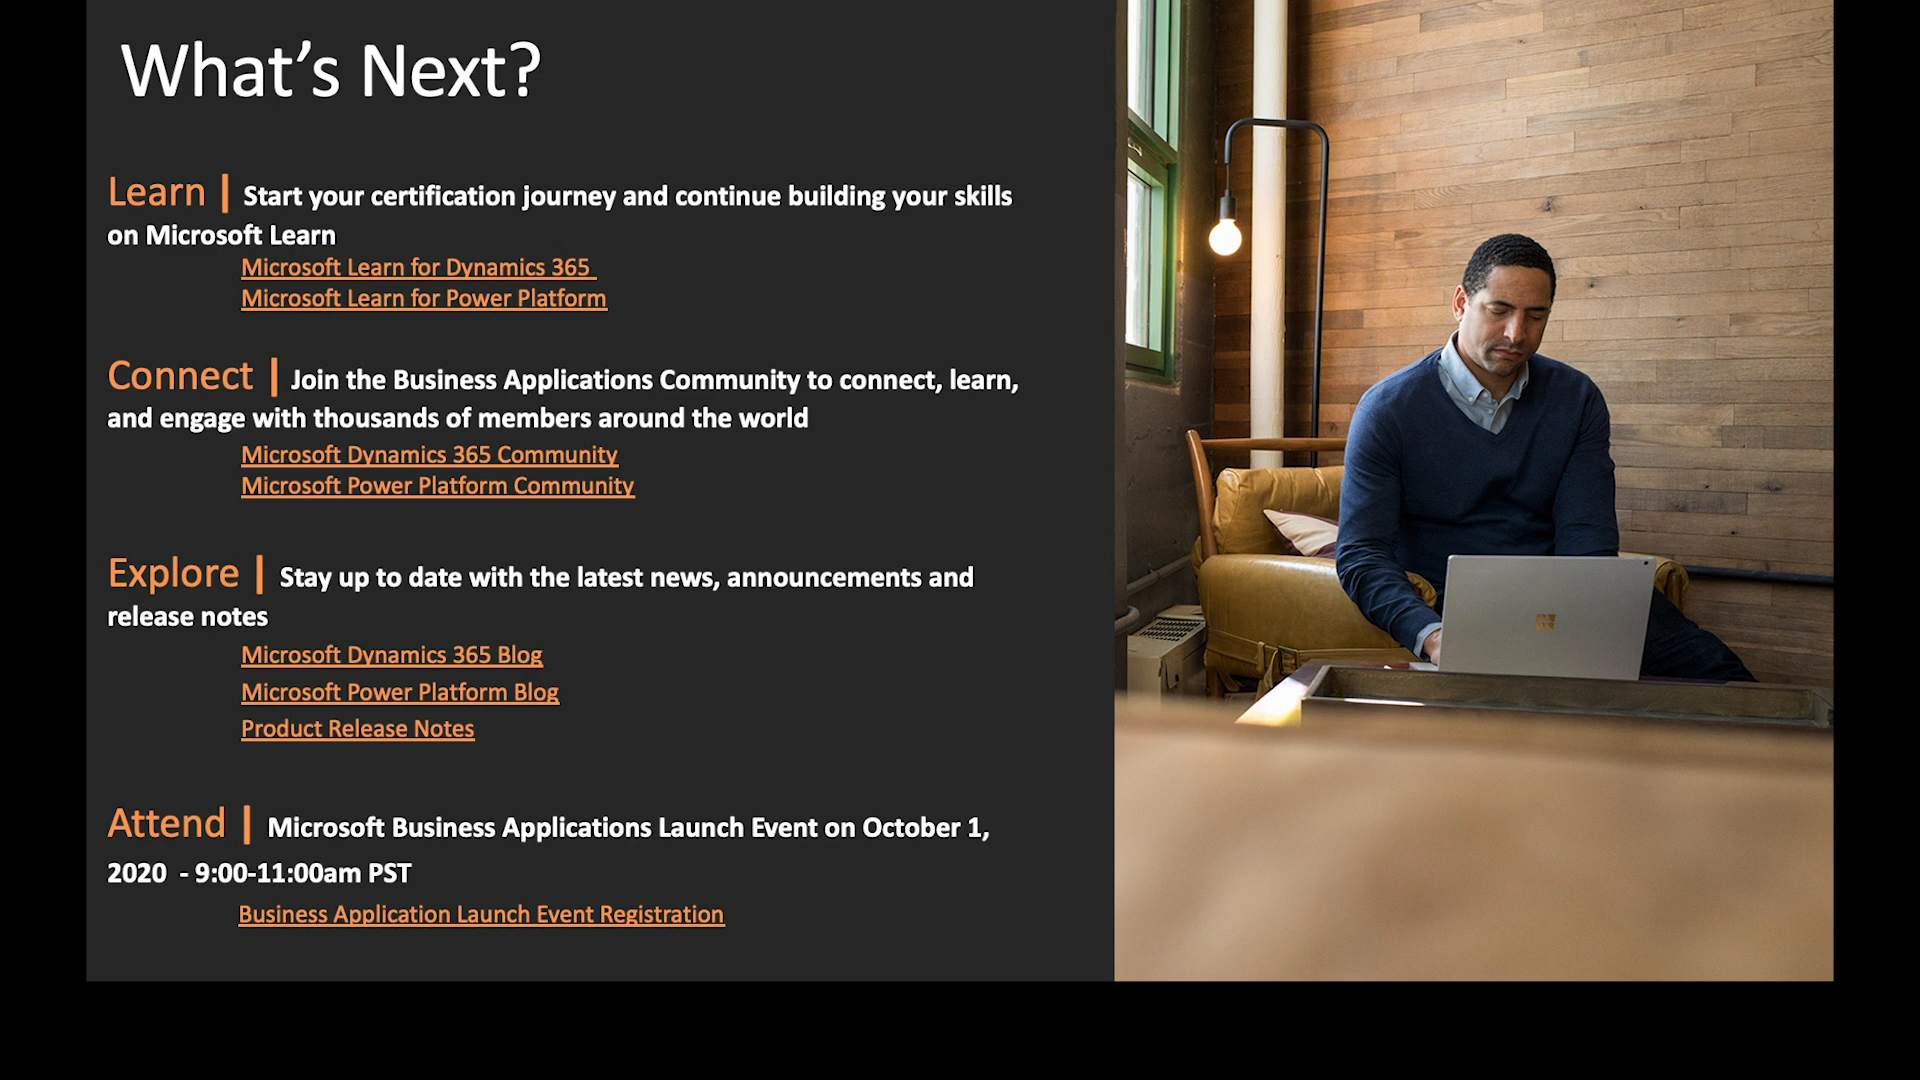 What’s Next?
Learn | Start your certification journey and continue building your skills
on Microsoft Learn
Microsoft Learn for Dynamics 365
Microsoft Learn for Power Platform
Connect | Join the Business Applications Community to connect, learn,
and engage with thousands of members around the world
Microsoft Dynamics 365 Community
Microsoft Power Platform Community
Explore | Stay up to date with the latest news, announcements and
release notes
Microsoft Dynamics 365 Blog
Microsoft Power Platform Blog
Product Release Notes
Attend | Microsoft Business Applications Launch Event on October 1,
2020 - 9:00-11:00am PST
Business Application Launch Event Registration